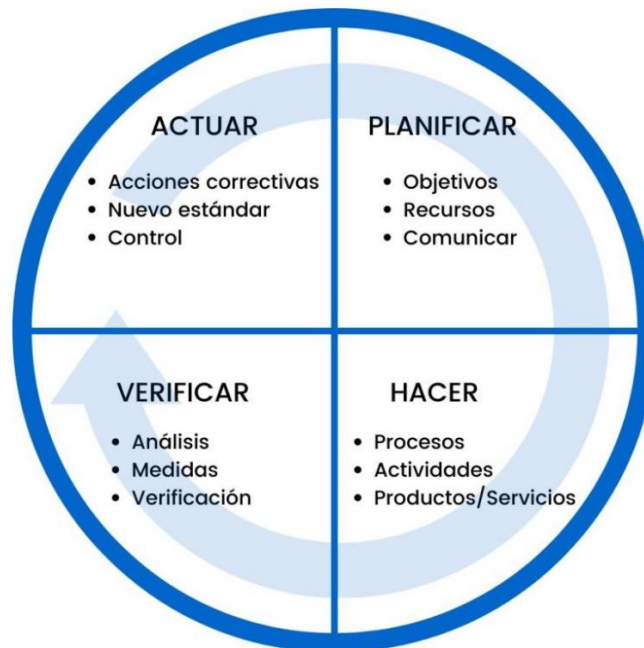 ACTUAR
• Acciones correctivas
• Nuevo estándar
• Control
PLANIFICAR
• Objetivos
• Recursos
• Comunicar
VERIFICAR
• Análisis
• Medidas
• Verificación
HACER
• Procesos
• Actividades
• Productos/Servicios